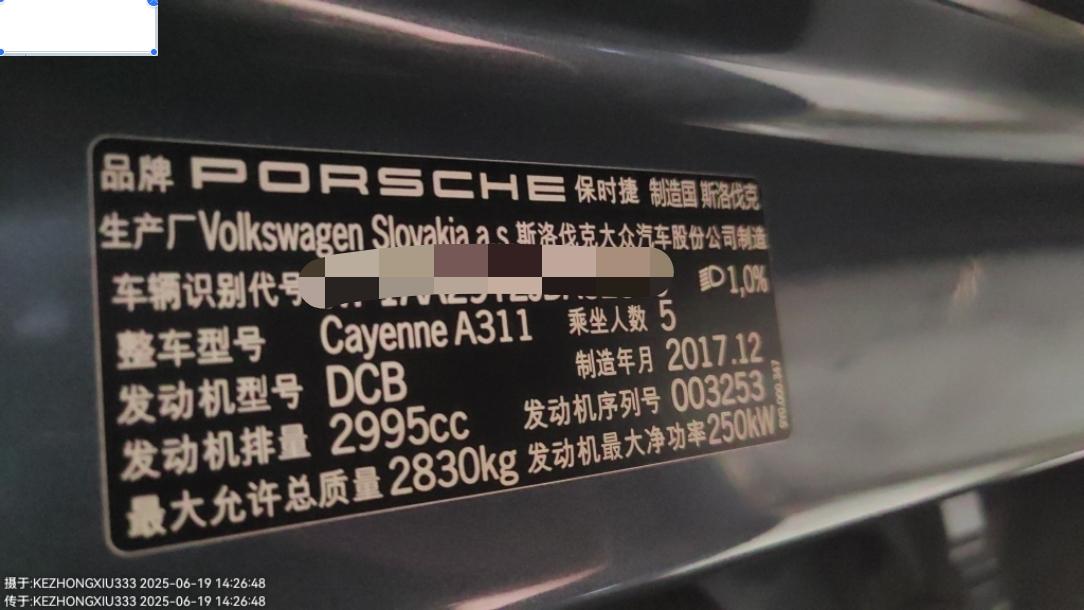 品牌 PORSCHE 保时捷 制造国 斯洛伐克
生产厂 Volkswagen Slovakia a.s. 斯洛伐克大众汽车股份公司制造
车辆识别代号 1,0%
整车型号 Cayenne A311 乘坐人数 5
发动机型号 DCB 制造年月 2017.12
发动机排量 2995cc 发动机序列号 003253
最大允许总质量 2830kg 发动机最大净功率 250kW
摄于:KEZHONGXIU333 2025-06-19 14:26:48
传于:KEZHONGXIU333 2025-06-19 14:26:48